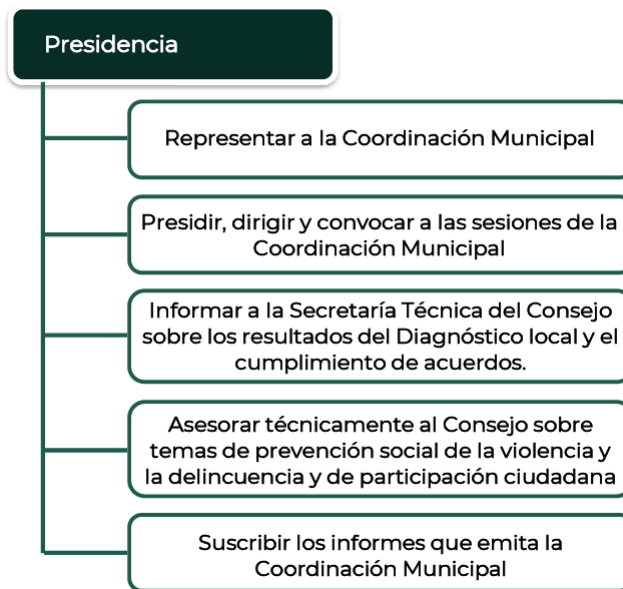 Presidencia
Representar a la Coordinación Municipal
Presidir, dirigir y convocar a las sesiones de la
Coordinación Municipal
Informar a la Secretaría Técnica del Consejo
sobre los resultados del Diagnóstico local y el
cumplimiento de acuerdos.
Asesorar técnicamente al Consejo sobre
temas de prevención social de la violencia y
la delincuencia y de participación ciudadana
Suscribir los informes que emita la
Coordinación Municipal